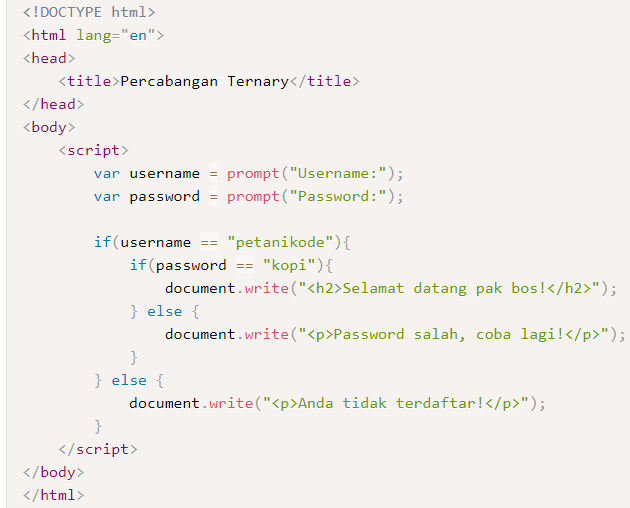 <!DOCTYPE html>
<html lang="en">
<head>
    <title>Percabangan Ternary</title>
</head>
<body>
    <script>
        var username = prompt("Username:");
        var password = prompt("Password:");

        if(username == "petanikode"){
            if(password == "kopi"){
                document.write("<h2>Selamat datang pak bos!</h2>");
            } else {
                document.write("<p>Password salah, coba lagi!</p>");
            }
        } else {
            document.write("<p>Anda tidak terdaftar!</p>");
        }
    </script>
</body>
</html>